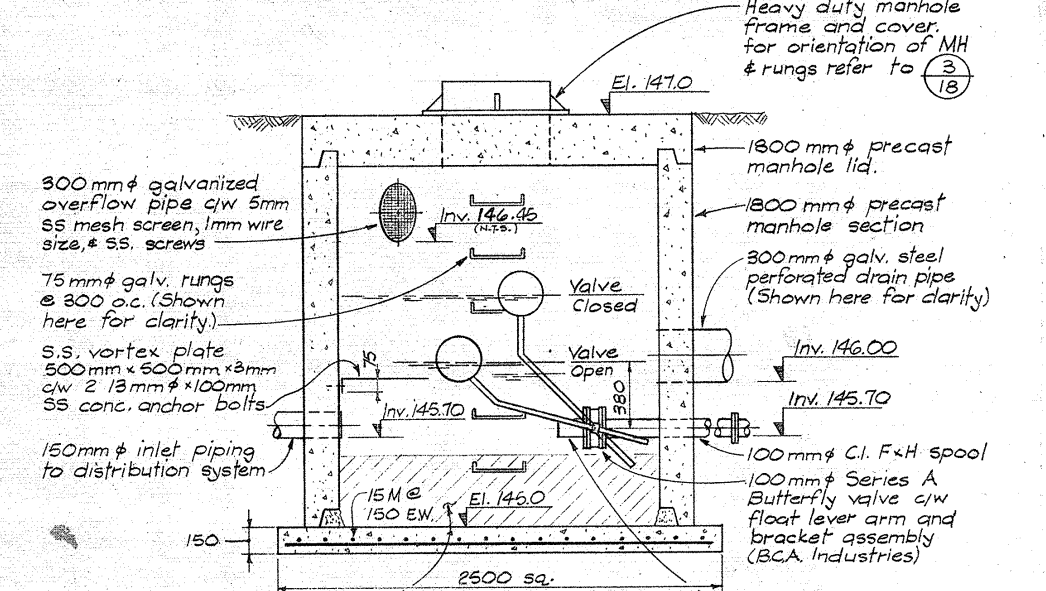 Heavy duty manhole
frame and cover.
for orientation of MH
& rungs refer to 3
18
El. 147.0
1800 mm ϕ precast
manhole lid.
300 mm ϕ galvanized
overflow pipe c/w 5mm
SS mesh screen, 1mm wire
size, & S.S. screws
Inv. 146.45
(N.T.S.)
1800 mm ϕ precast
manhole section
75 mm ϕ galv. rungs
@ 300 o.c. (Shown
here for clarity.)
300 mm ϕ galv. steel
perforated drain pipe
(Shown here for clarity)
Valve
Closed
S.S. vortex plate
500 mm x 500 mm x 3mm
c/w 2 13 mm ϕ x 100mm
SS conc. anchor bolts
75
Valve
Open
380
Inv. 146.00
Inv. 145.70
Inv. 145.70
150 mm ϕ inlet piping
to distribution system
100 mm ϕ C.I. F x H spool
100 mm ϕ Series A
Butterfly valve c/w
float lever arm and
bracket assembly
(B.C.A. Industries)
15 M @
150 E.W.
El. 145.0
150
2500 sq.